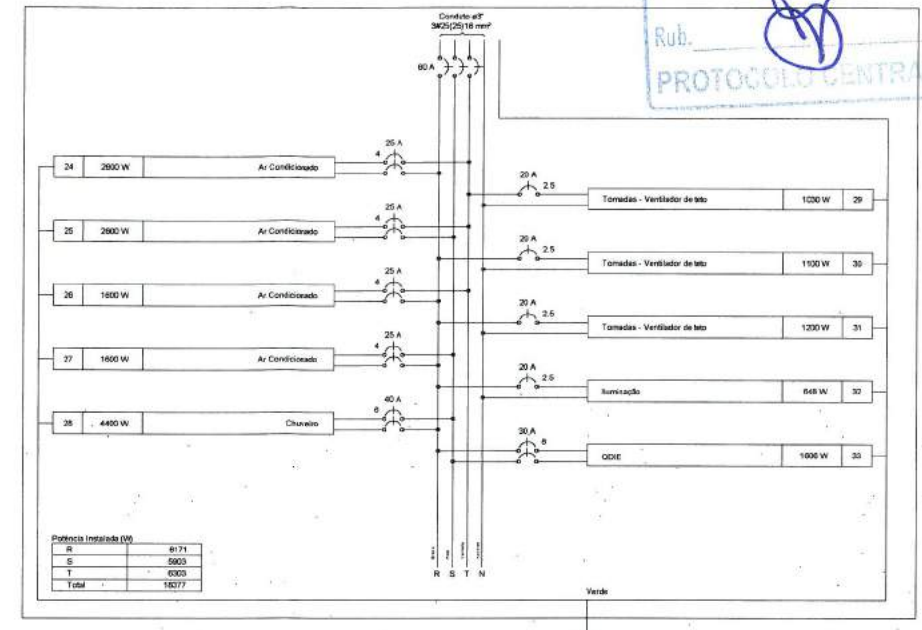 Conduto ø3"
3#25(25)16 mm²
Rub.
PROTOCOLO CENTRA
60 A
25 A
4
24 2600 W Ar Condicionado
25 A
4
25 2600 W Ar Condicionado
25 A
4
26 1600 W Ar Condicionado
25 A
4
27 1600 W Ar Condicionado
40 A
6
28 4400 W Chuveiro
20 A
2.5
Tomadas - Ventilador de teto 1030 W 29
20 A
2.5
Tomadas - Ventilador de teto 1100 W 30
20 A
2.5
Tomadas - Ventilador de teto 1200 W 31
20 A
2.5
Iluminação 648 W 32
30 A
6
QDIE 1606 W 33
Potência Instalada (W)
R 6171
S 5903
T 6303
Total 18377
R S T N
Verde